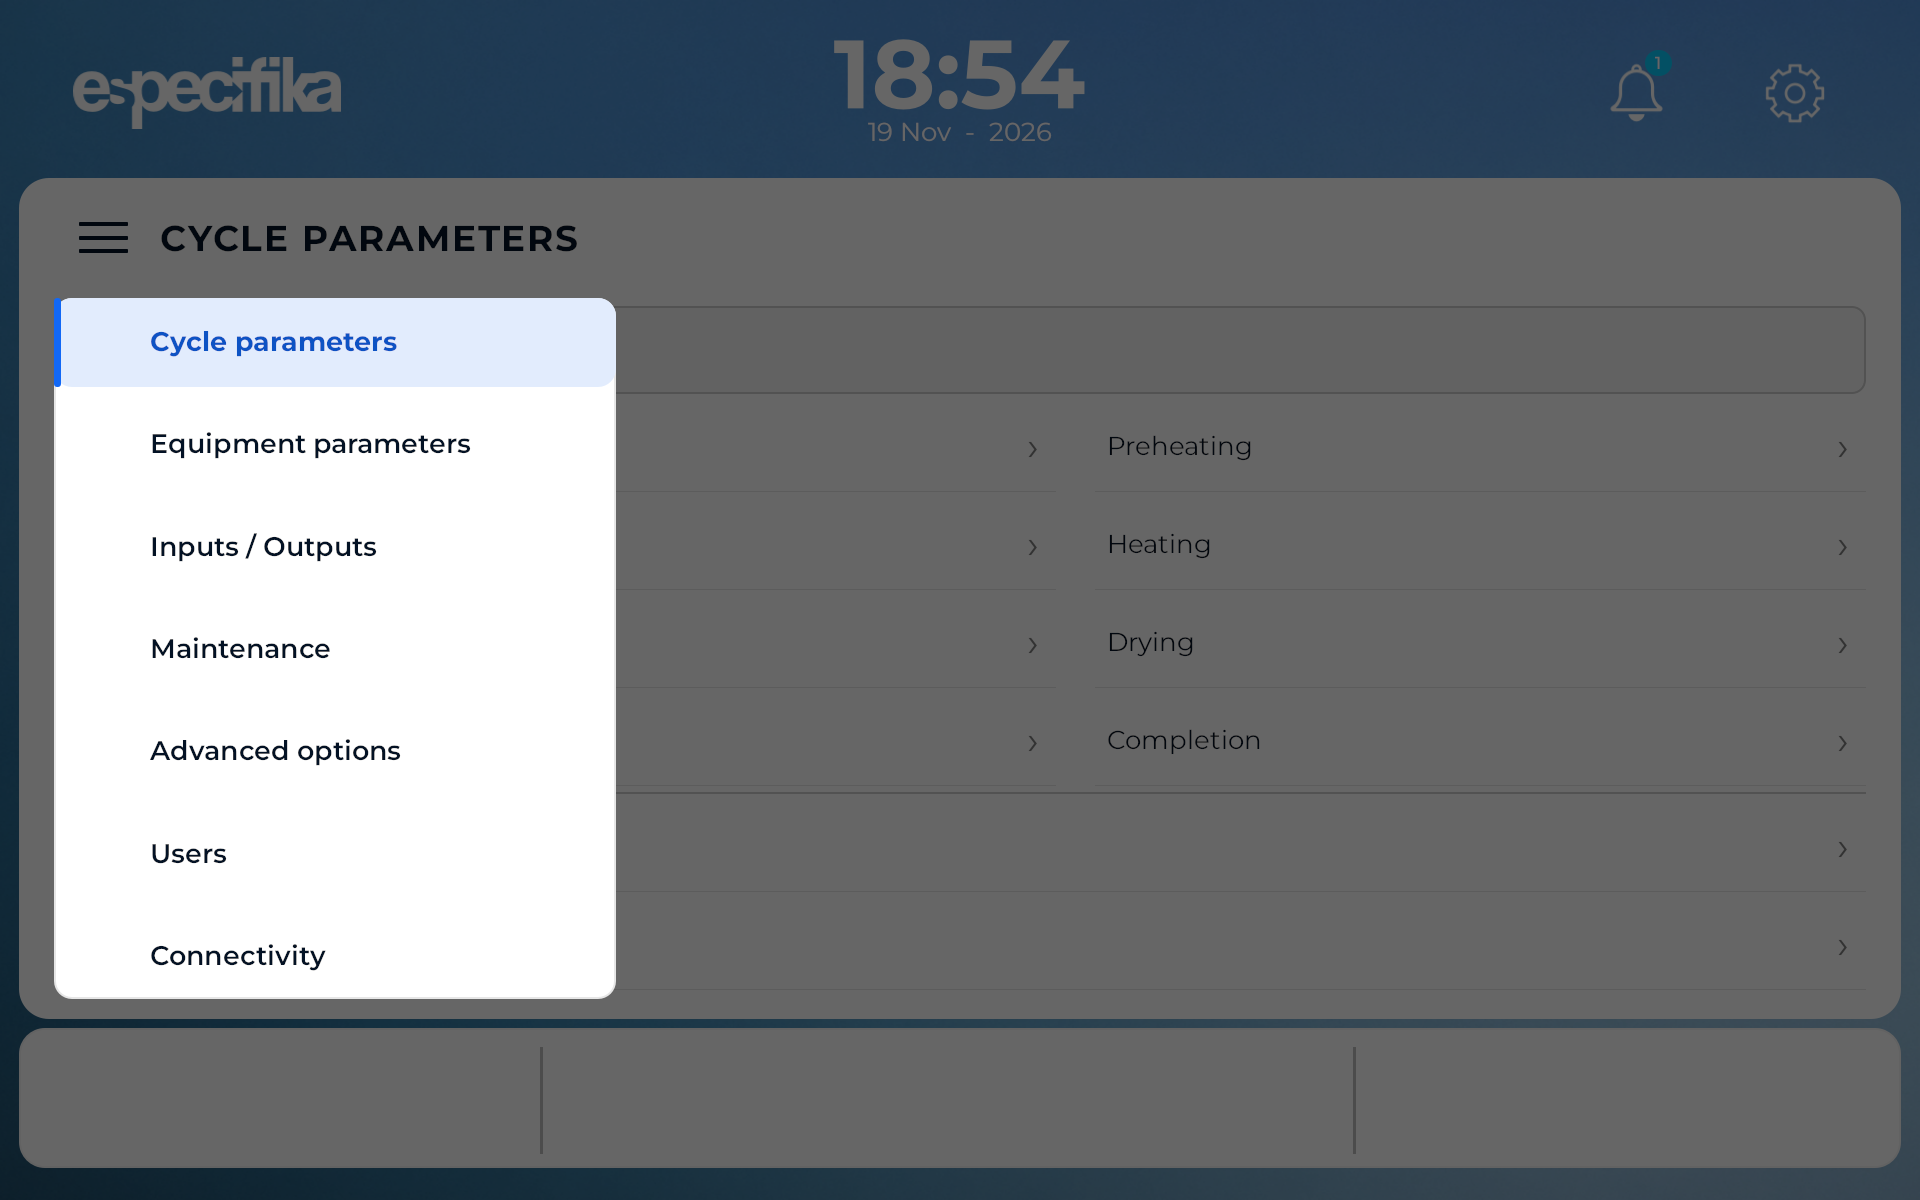 especifika
18:54
19 Nov - 2026
1
CYCLE PARAMETERS
Cycle parameters
Equipment parameters
Inputs / Outputs
Maintenance
Advanced options
Users
Connectivity
Preheating
Heating
Drying
Completion